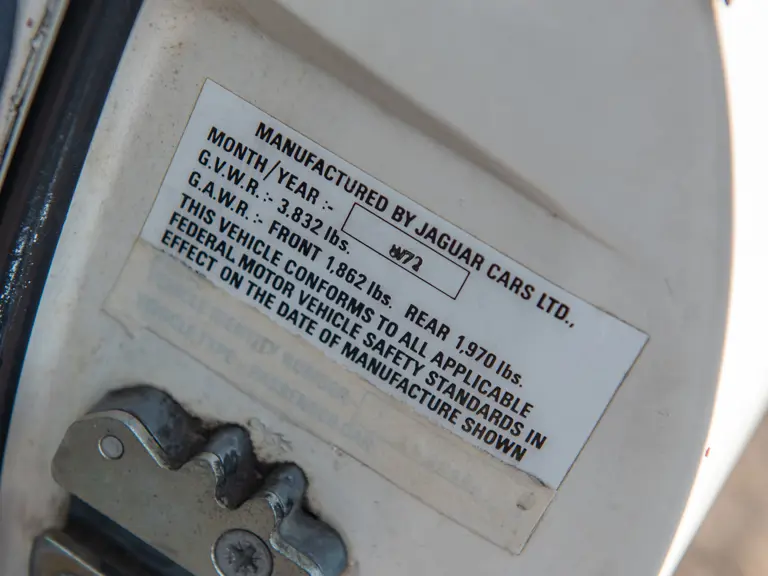 MANUFACTURED BY JAGUAR CARS LTD.,
MONTH/YEAR :-
G.V.W.R. :- 3.832 lbs.
G.A.W.R. :- FRONT 1,862 lbs. REAR 1,970 lbs.
THIS VEHICLE CONFORMS TO ALL APPLICABLE
FEDERAL MOTOR VEHICLE SAFETY STANDARDS IN
EFFECT ON THE DATE OF MANUFACTURE SHOWN